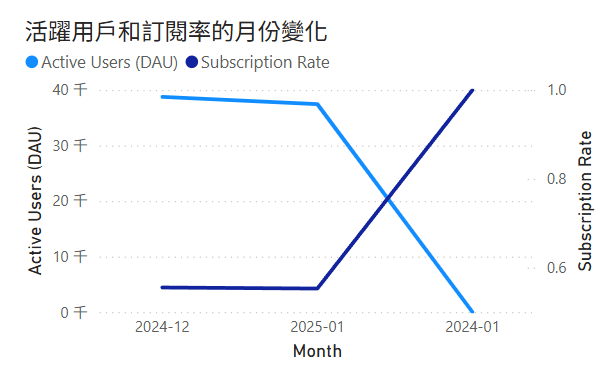 活躍用戶和訂閱率的月份變化
Active Users (DAU) Subscription Rate
40 千
30 千
20 千
10 千
0 千
Active Users (DAU)
1.0
0.8
0.6
Subscription Rate
2024-12 2025-01 2024-01
Month